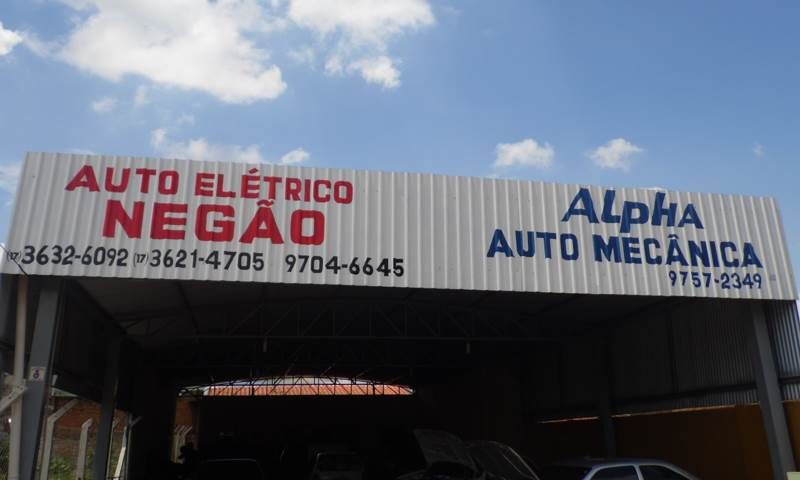 AUTO ELÉTRICO
NEGÃO
(17) 3632-6092 (17) 3621-4705 9704-6645
ALpHA
AUTO MECÂNICA
9757-2349